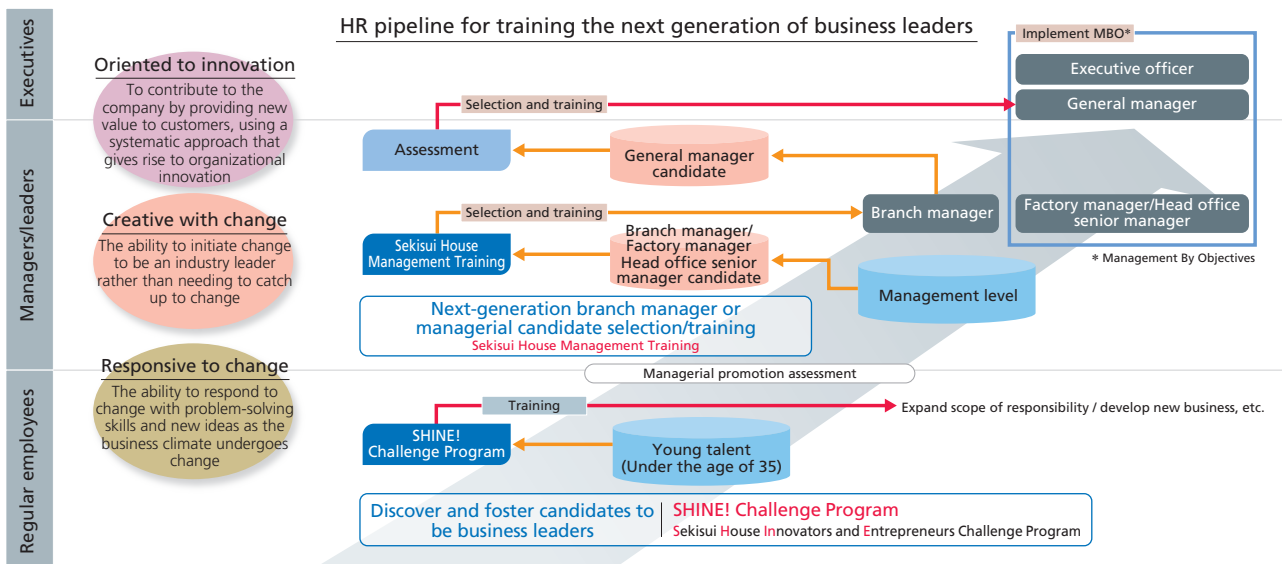 HR pipeline for training the next generation of business leaders
Executives
Oriented to innovation
To contribute to the
company by providing new
value to customers, using a
systematic approach that
gives rise to organizational
innovation
Implement MBO*
Executive officer
General manager
Selection and training
Managers/leaders
Assessment
General manager
candidate
Creative with change
The ability to initiate change
to be an industry leader
rather than needing to catch
up to change
Selection and training
Branch manager
Factory manager/Head office
senior manager
Sekisui House
Management Training
Branch manager/
Factory manager
Head office senior
manager candidate
* Management By Objectives
Management level
Next-generation branch manager or
managerial candidate selection/training
Sekisui House Management Training
Managerial promotion assessment
Regular employees
Responsive to change
The ability to respond to
change with problem-solving
skills and new ideas as the
business climate undergoes
change
Training
Expand scope of responsibility / develop new business, etc.
SHINE!
Challenge Program
Young talent
(Under the age of 35)
Discover and foster candidates to
be business leaders
SHINE! Challenge Program
Sekisui House Innovators and Entrepreneurs Challenge Program